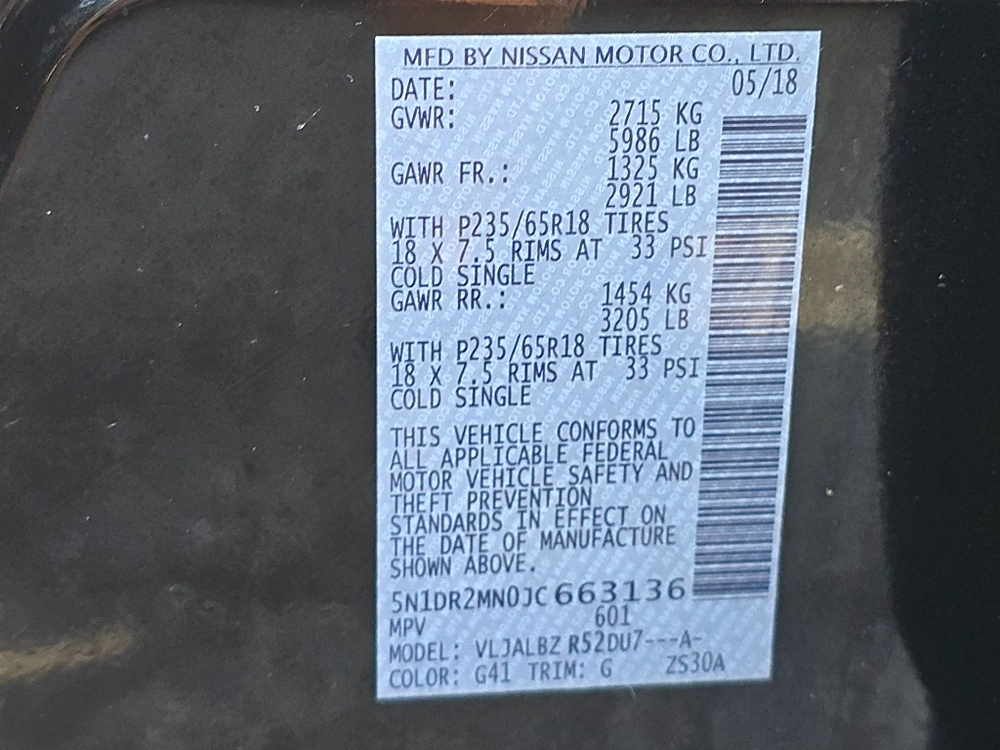 MFD BY NISSAN MOTOR CO., LTD.
DATE: 05/18
GVWR: 2715 KG
5986 LB
GAWR FR.: 1325 KG
2921 LB
WITH P235/65R18 TIRES
18 X 7.5 RIMS AT 33 PSI
COLD SINGLE
GAWR RR.: 1454 KG
3205 LB
WITH P235/65R18 TIRES
18 X 7.5 RIMS AT 33 PSI
COLD SINGLE
THIS VEHICLE CONFORMS TO
ALL APPLICABLE FEDERAL
MOTOR VEHICLE SAFETY AND
THEFT PREVENTION
STANDARDS IN EFFECT ON
THE DATE OF MANUFACTURE
SHOWN ABOVE.
5N1DR2MN0JC663136
MPV 601
MODEL: VLJALBZ R52DU7---A-
COLOR: G41 TRIM: G ZS30A